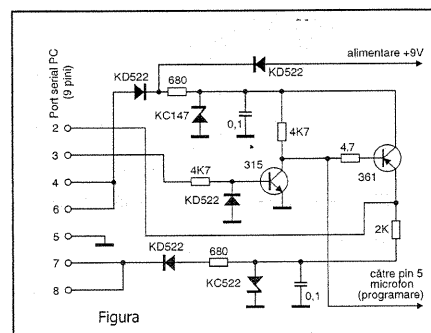 alimentare +9V
KD522
KD522
680
Port serial PC
(9 pini)
KC147
0,1
4K7
4.7
361
2
3
4K7
315
4
KD522
6
2K
5
KD522
680
7
către pin 5
microfon
(programare)
8
KC522
0,1
Figura